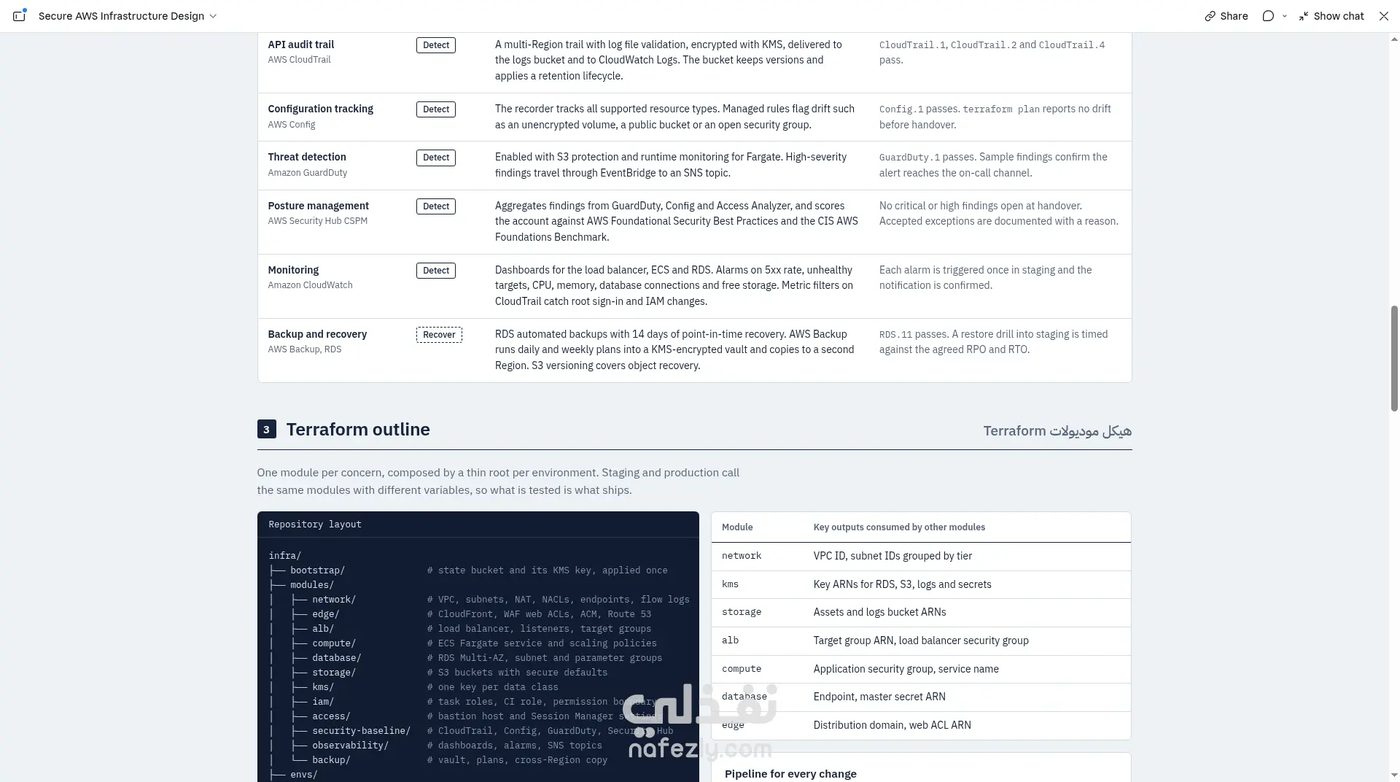 Secure AWS Infrastructure Design
Share
Show chat
API audit trail
AWS CloudTrail
Detect
A multi-Region trail with log file validation, encrypted with KMS, delivered to
the logs bucket and to CloudWatch Logs. The bucket keeps versions and
applies a retention lifecycle.
CloudTrail.1, CloudTrail.2 and CloudTrail.4
pass.
Configuration tracking
AWS Config
Detect
The recorder tracks all supported resource types. Managed rules flag drift such
as an unencrypted volume, a public bucket or an open security group.
Config.1 passes. terraform plan reports no drift
before handover.
Threat detection
Amazon GuardDuty
Detect
Enabled with S3 protection and runtime monitoring for Fargate. High-severity
findings travel through EventBridge to an SNS topic.
GuardDuty.1 passes. Sample findings confirm the
alert reaches the on-call channel.
Posture management
AWS Security Hub CSPM
Detect
Aggregates findings from GuardDuty, Config and Access Analyzer, and scores
the account against AWS Foundational Security Best Practices and the CIS AWS
Foundations Benchmark.
No critical or high findings open at handover.
Accepted exceptions are documented with a reason.
Monitoring
Amazon CloudWatch
Detect
Dashboards for the load balancer, ECS and RDS. Alarms on 5xx rate, unhealthy
targets, CPU, memory, database connections and free storage. Metric filters on
CloudTrail catch root sign-in and IAM changes.
Each alarm is triggered once in staging and the
notification is confirmed.
Backup and recovery
AWS Backup, RDS
Recover
RDS automated backups with 14 days of point-in-time recovery. AWS Backup
runs daily and weekly plans into a KMS-encrypted vault and copies to a second
Region. S3 versioning covers object recovery.
RDS.11 passes. A restore drill into staging is timed
against the agreed RPO and RTO.
3 Terraform outline
هيكل موديولات Terraform
One module per concern, composed by a thin root per environment. Staging and production call
the same modules with different variables, so what is tested is what ships.
Repository layout
infra/
├── bootstrap/ # state bucket and its KMS key, applied once
├── modules/
│ ├── network/ # VPC, subnets, NAT, NACLs, endpoints, flow logs
│ ├── edge/ # CloudFront, WAF web ACLs, ACM, Route 53
│ ├── alb/ # load balancer, listeners, target groups
│ ├── compute/ # ECS Fargate service and scaling policies
│ ├── database/ # RDS Multi-AZ, subnet and parameter groups
│ ├── storage/ # S3 buckets with secure defaults
│ ├── kms/ # one key per data class
│ ├── iam/ # task roles, CI role, permission boundary
│ ├── access/ # bastion host and Session Manager settings
│ ├── security-baseline/ # CloudTrail, Config, GuardDuty, Security Hub
│ ├── observability/ # dashboards, alarms, SNS topics
│ └── backup/ # vault, plans, cross-Region copy
├── envs/
Module Key outputs consumed by other modules
network VPC ID, subnet IDs grouped by tier
kms Key ARNs for RDS, S3, logs and secrets
storage Assets and logs bucket ARNs
alb Target group ARN, load balancer security group
compute Application security group, service name
database Endpoint, master secret ARN
edge Distribution domain, web ACL ARN
Pipeline for every change
نفذلي
nafezly.com